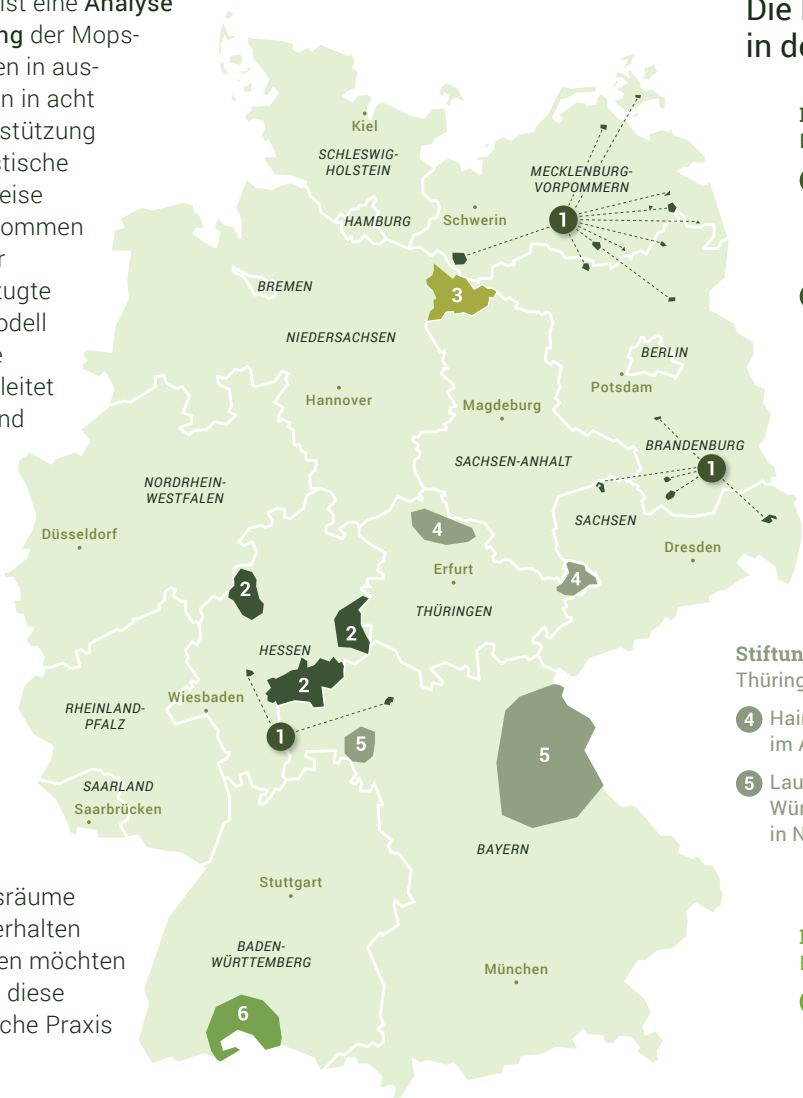 ist eine Analyse
ng der Mops-
en in aus-
n in acht
stützung
stische
eise
ommen
r
zugte
odell
e
leitet
nd
sräume
erhalten
en möchten
diese
che Praxis
Die
in de
Kiel
SCHLESWIG-
HOLSTEIN
MECKLENBURG-
VORPOMMERN
HAMBURG
Schwerin
1
BREMEN
3
NIEDERSACHSEN
BERLIN
Potsdam
Hannover
Magdeburg
BRANDENBURG
1
SACHSEN-ANHALT
NORDRHEIN-
WESTFALEN
SACHSEN
4
Düsseldorf
Dresden
Erfurt
4
2
THÜRINGEN
2
HESSEN
2
Wiesbaden
RHEINLAND-
PFALZ
1
5
5
SAARLAND
Saarbrücken
BAYERN
Stuttgart
BADEN-
WÜRTTEMBERG
München
6
Stiftun
Thüring
4 Hai
im A
5 Lau
Wür
in N